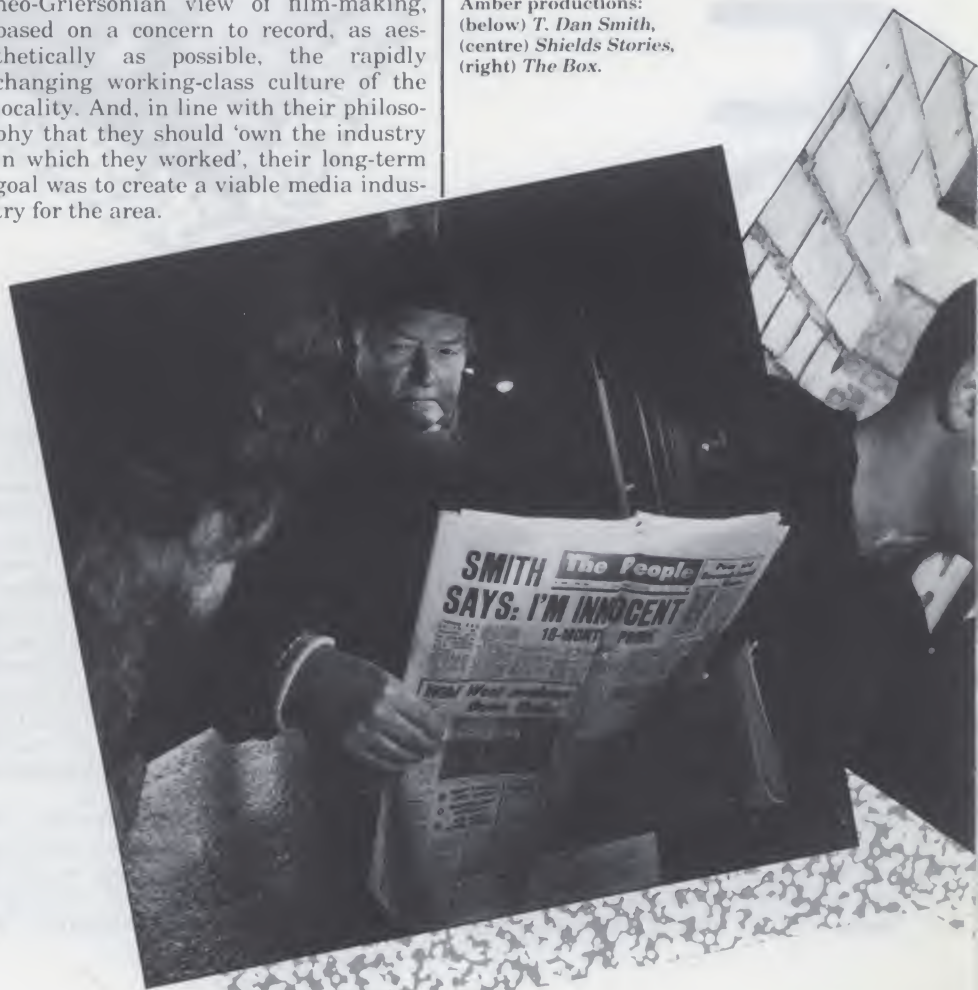 neo-Griersonian view of film-making,
based on a concern to record, as aes-
thetically as possible, the rapidly
changing working-class culture of the
locality. And, in line with their philoso-
phy that they should 'own the industry
in which they worked', their long-term
goal was to create a viable media indus-
try for the area.
Amber productions:
(below) T. Dan Smith,
(centre) Shields Stories,
(right) The Box.
SMITH
The People
SAYS: I'M INNOCENT
18-MONTH
Wild West